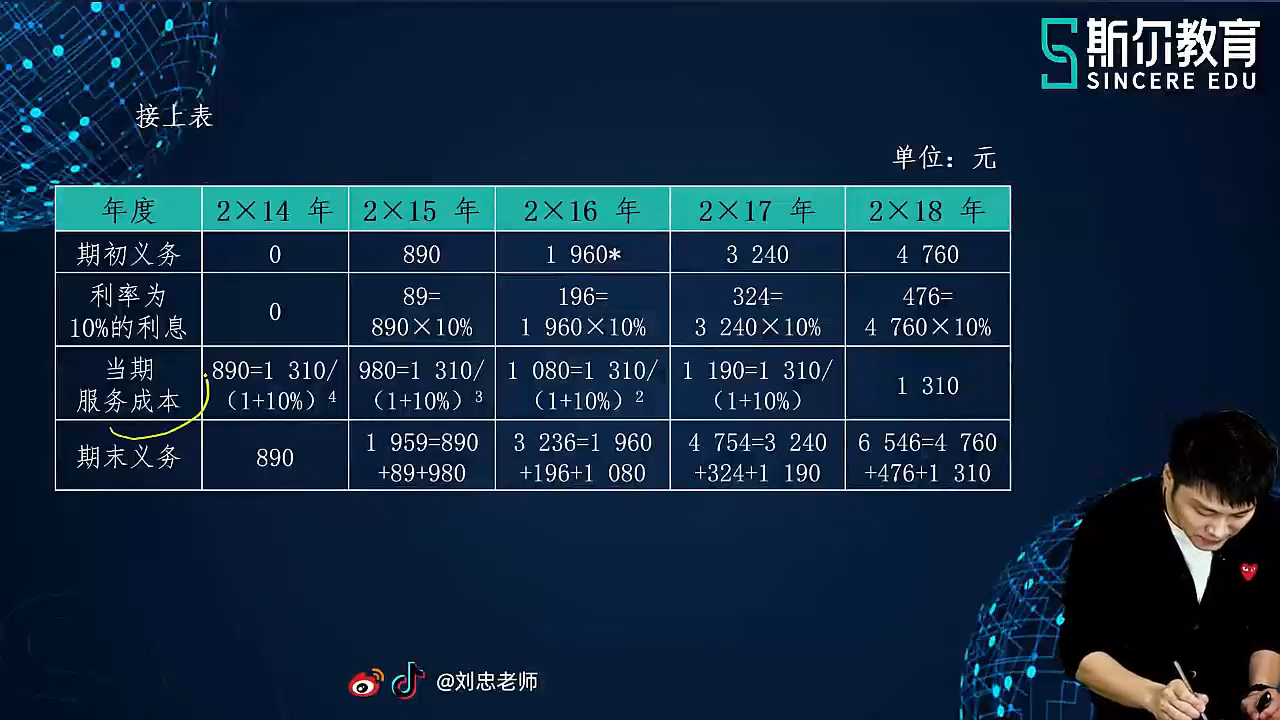 斯尔教育
SINCERE EDU
接上表
单位：元
年度 2×14 年 2×15 年 2×16 年 2×17 年 2×18 年
期初义务 0 890 1 960* 3 240 4 760
利率为 89= 196= 324= 476=
10%的利息 0 890×10% 1 960×10% 3 240×10% 4 760×10%
当期 890=1 310/ 980=1 310/ 1 080=1 310/ 1 190=1 310/ 1 310
服务成本 （1+10%）⁴ （1+10%）³ （1+10%）² （1+10%）
期末义务 890 1 959=890 3 236=1 960 4 754=3 240 6 546=4 760
+89+980 +196+1 080 +324+1 190 +476+1 310
@刘忠老师